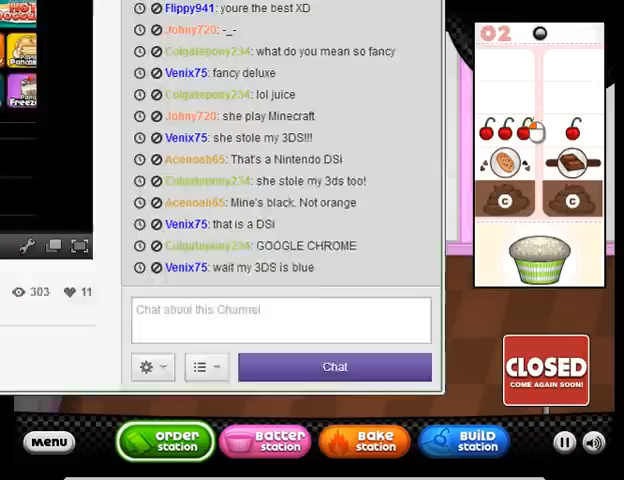 HOT
Pancak
Freeze
Flippy941: youre the best XD
Johny720: -_-
Colgatepony234: what do you mean so fancy
Venix75: fancy deluxe
Colgatepony234: lol juice
Johny720: she play Minecraft
Venix75: she stole my 3DS!!!
Acenoah65: That's a Nintendo DSi
Colgatepony234: she stole my 3ds too!
Acenoah65: Mine's black. Not orange
Venix75: that is a DSi
Colgatepony234: GOOGLE CHROME
Venix75: wait my 3DS is blue
303 11
Chat about this Channel
Chat
02
C C
CLOSED
COME AGAIN SOON!
MENU
ORDER
STATION
BATTER
STATION
BAKE
STATION
BUILD
STATION